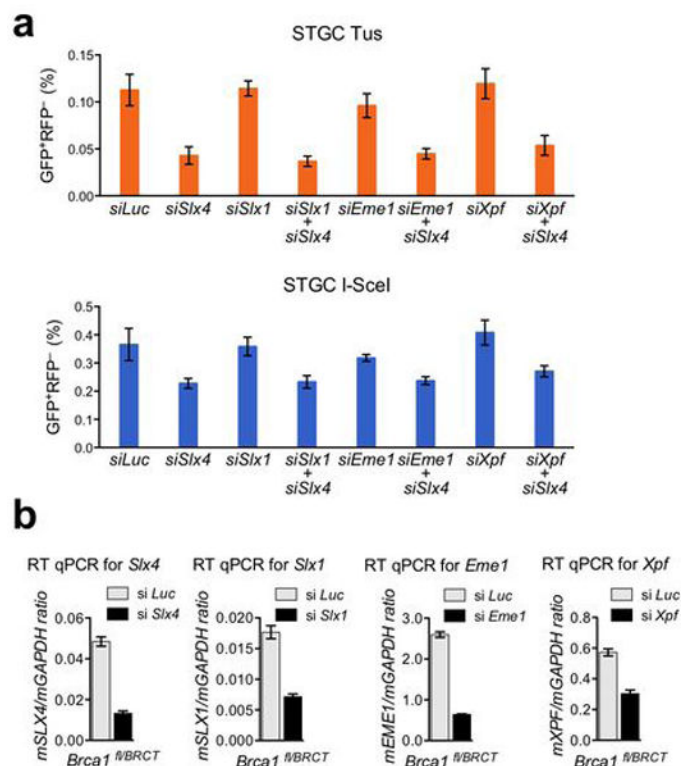 a
STGC Tus
GFP⁺RFP⁻ (%)
0.15
0.10
0.05
0.00
siLuc siSlx4 siSlx1 siSlx1 + siSlx4 siEme1 siEme1 + siSlx4 siXpf siXpf + siSlx4
STGC I-SceI
GFP⁺RFP⁻ (%)
0.5
0.4
0.3
0.2
0.1
0.0
siLuc siSlx4 siSlx1 siSlx1 + siSlx4 siEme1 siEme1 + siSlx4 siXpf siXpf + siSlx4
b
RT qPCR for Slx4
si Luc
si Slx4
mSLX4/mGAPDH ratio
0.06
0.04
0.02
0.00
Brca1 fl/BRCT
RT qPCR for Slx1
si Luc
si Slx1
mSLX1/mGAPDH ratio
0.020
0.015
0.010
0.005
0.000
Brca1 fl/BRCT
RT qPCR for Eme1
si Luc
si Eme1
mEME1/mGAPDH ratio
3.0
2.0
1.0
0.0
Brca1 fl/BRCT
RT qPCR for Xpf
si Luc
si Xpf
mXPF/mGAPDH ratio
0.8
0.6
0.4
0.2
0.0
Brca1 fl/BRCT